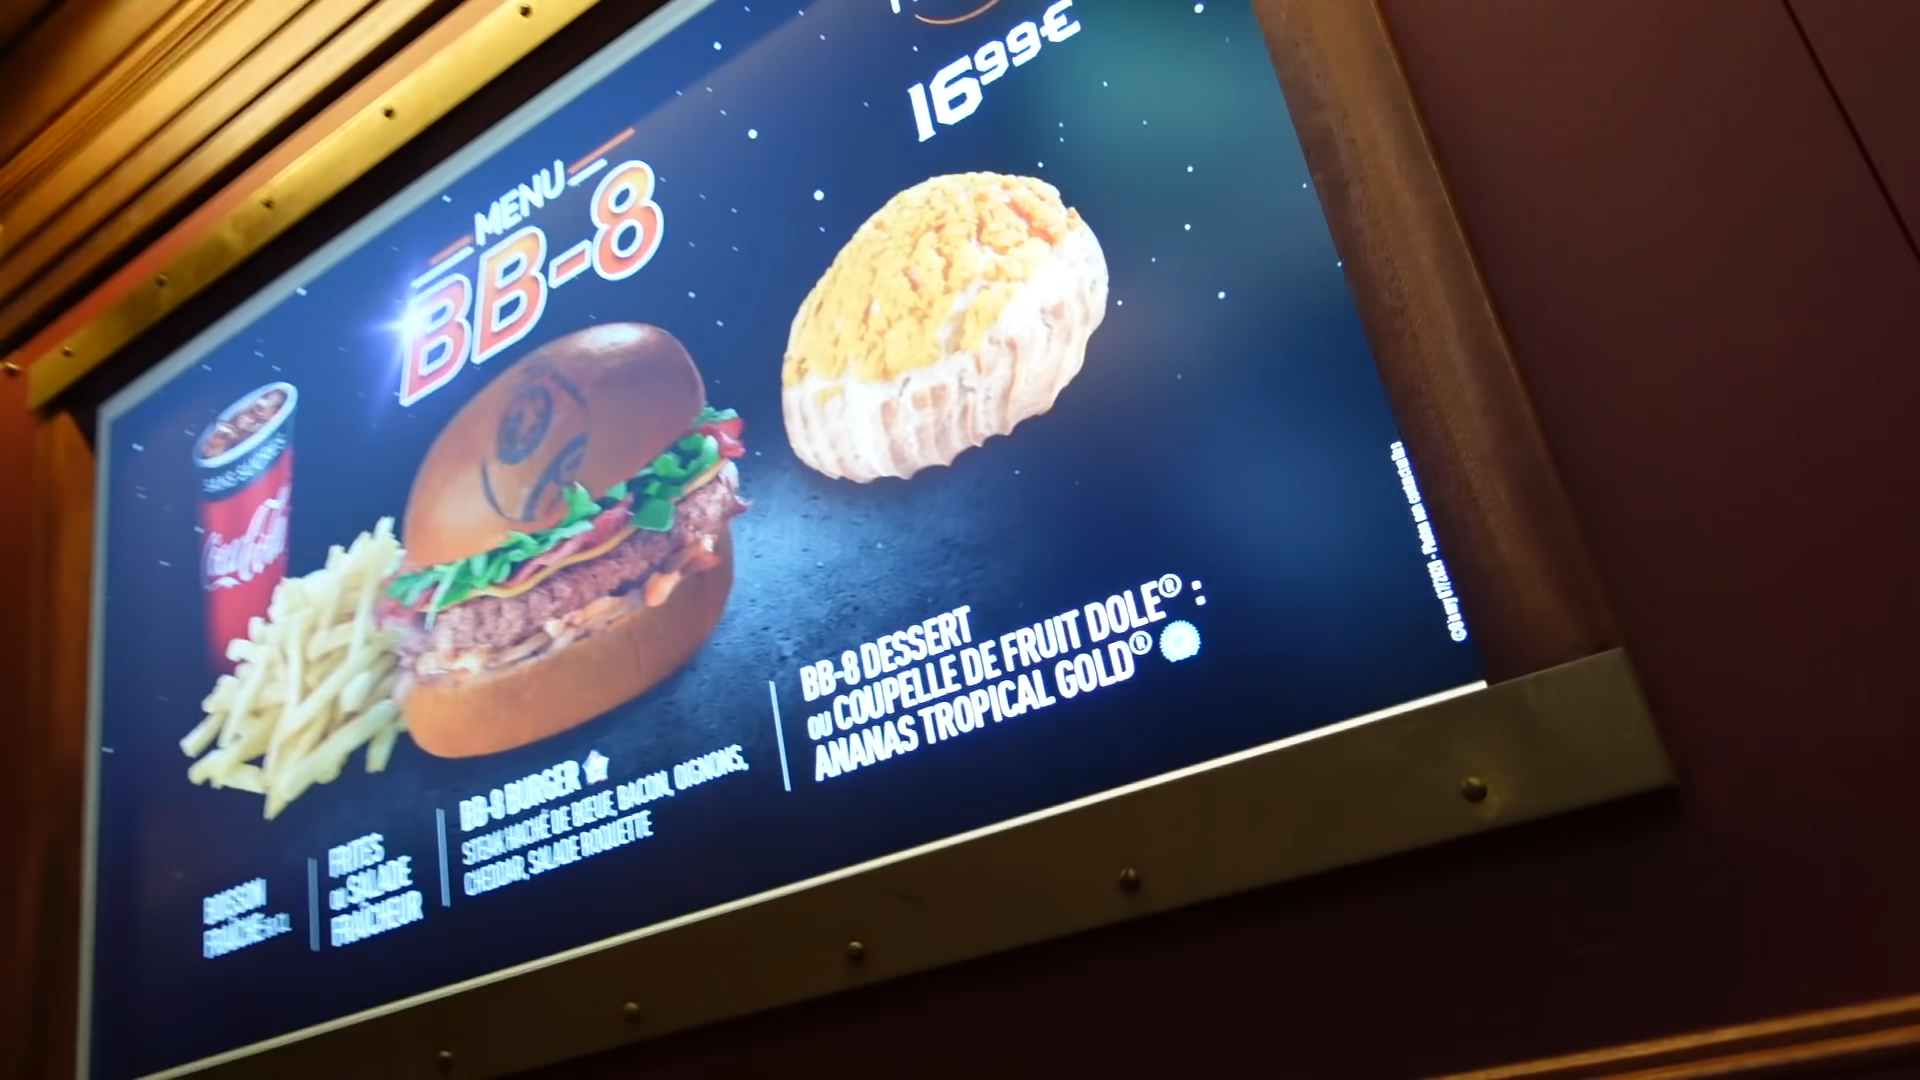 16⁹⁹€
MENU
BB-8
Coca-Cola
BOISSON
FRAÎCHE
FRITES
ou SALADE
FRAÎCHEUR
BB-8 BURGER
STEAK HACHÉ DE BŒUF, BACON, OIGNONS,
CHEDDAR, SALADE ROQUETTE
BB-8 DESSERT
ou COUPELLE DE FRUIT DOLE® :
ANANAS TROPICAL GOLD®